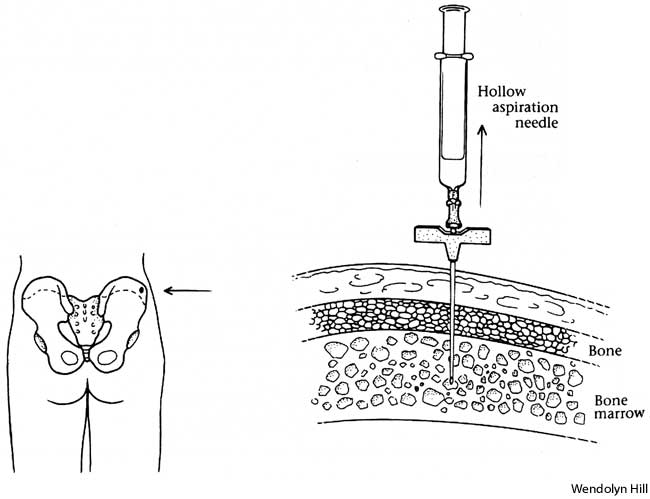 Hollow
aspiration
needle
Bone
Bone
marrow
Wendolyn Hill